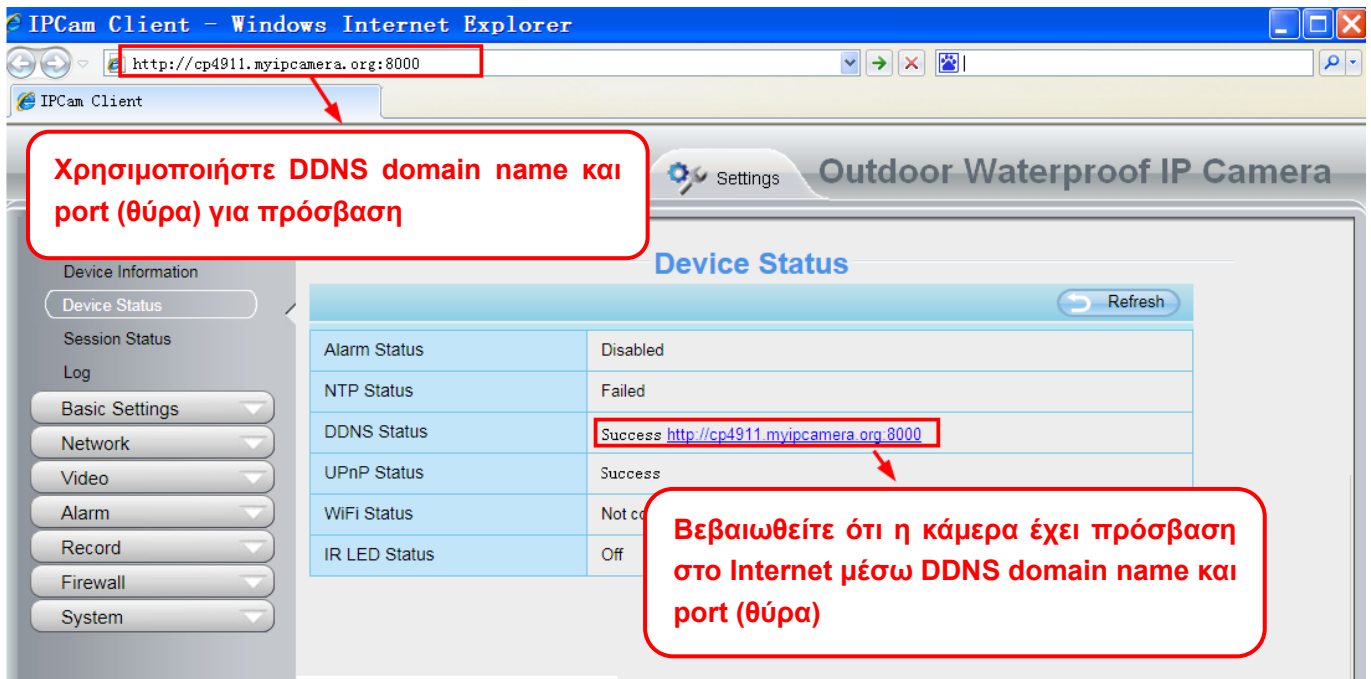 IPCam Client - Windows Internet Explorer
http://cp4911.myipcamera.org:8000
IPCam Client
Χρησιμοποιήστε DDNS domain name και
port (θύρα) για πρόσβαση
Settings
Outdoor Waterproof IP Camera
Device Information
Device Status
Session Status
Log
Basic Settings
Network
Video
Alarm
Record
Firewall
System
Device Status
Refresh
Alarm Status Disabled
NTP Status Failed
DDNS Status Success http://cp4911.myipcamera.org:8000
UPnP Status Success
WiFi Status Not
IR LED Status Off
Βεβαιωθείτε ότι η κάμερα έχει πρόσβαση
στο Internet μέσω DDNS domain name και
port (θύρα)